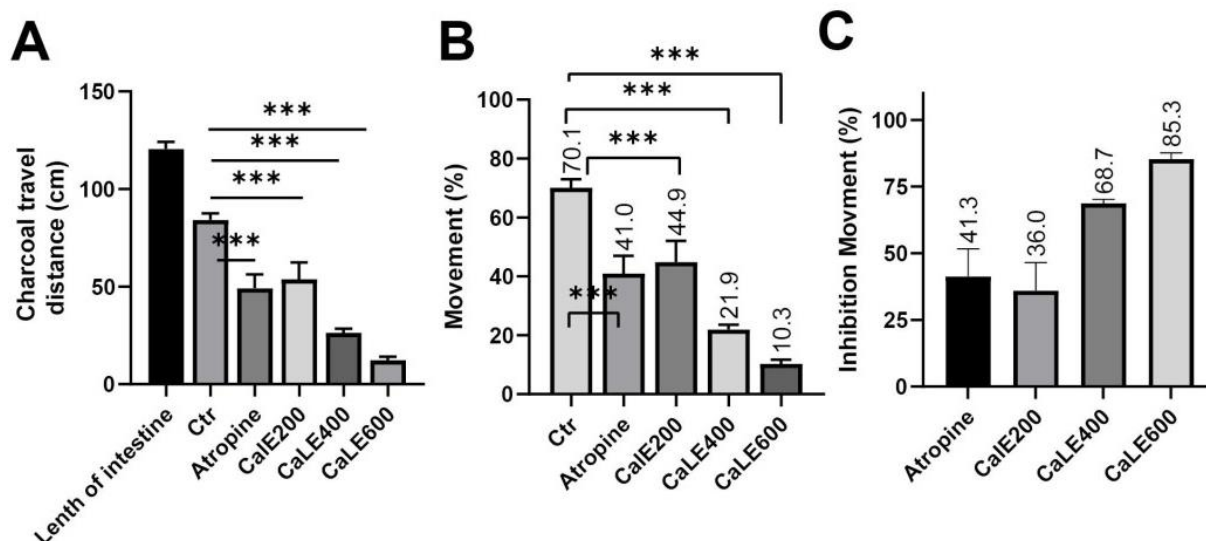 A
Charcoal travel
distance (cm)
150
100
50
0
***
***
***
***
Lenth of intestine
Ctr
Atropine
CalE200
CaLE400
CaLE600
B
Movement (%)
100
80
60
40
20
0
***
***
***
***
70.1
41.0
44.9
21.9
10.3
Ctr
Atropine
CalE200
CaLE400
CaLE600
C
Inhibition Movment (%)
100
75
50
25
0
41.3
36.0
68.7
85.3
Atropine
CalE200
CaLE400
CaLE600